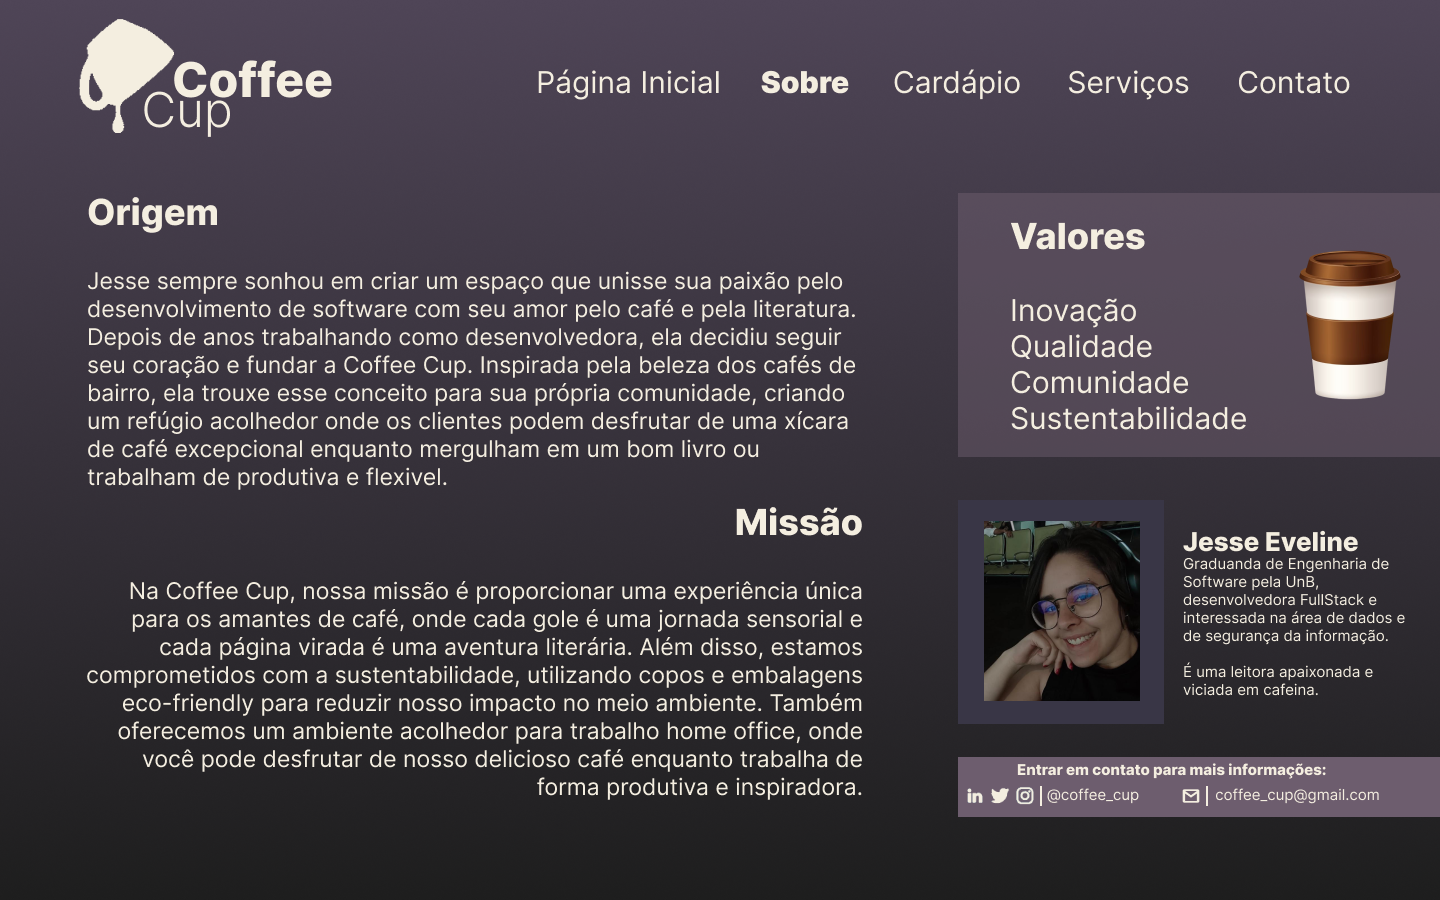 Coffee
Cup
Página Inicial Sobre Cardápio Serviços Contato
Origem
Jesse sempre sonhou em criar um espaço que unisse sua paixão pelo
desenvolvimento de software com seu amor pelo café e pela literatura.
Depois de anos trabalhando como desenvolvedora, ela decidiu seguir
seu coração e fundar a Coffee Cup. Inspirada pela beleza dos cafés de
bairro, ela trouxe esse conceito para sua própria comunidade, criando
um refúgio acolhedor onde os clientes podem desfrutar de uma xícara
de café excepcional enquanto mergulham em um bom livro ou
trabalham de produtiva e flexivel.
Missão
Na Coffee Cup, nossa missão é proporcionar uma experiência única
para os amantes de café, onde cada gole é uma jornada sensorial e
cada página virada é uma aventura literária. Além disso, estamos
comprometidos com a sustentabilidade, utilizando copos e embalagens
eco-friendly para reduzir nosso impacto no meio ambiente. Também
oferecemos um ambiente acolhedor para trabalho home office, onde
você pode desfrutar de nosso delicioso café enquanto trabalha de
forma produtiva e inspiradora.
Valores
Inovação
Qualidade
Comunidade
Sustentabilidade
Jesse Eveline
Graduanda de Engenharia de
Software pela UnB,
desenvolvedora FullStack e
interessada na área de dados e
de segurança da informação.
É uma leitora apaixonada e
viciada em cafeina.
Entrar em contato para mais informações:
@coffee_cup coffee_cup@gmail.com